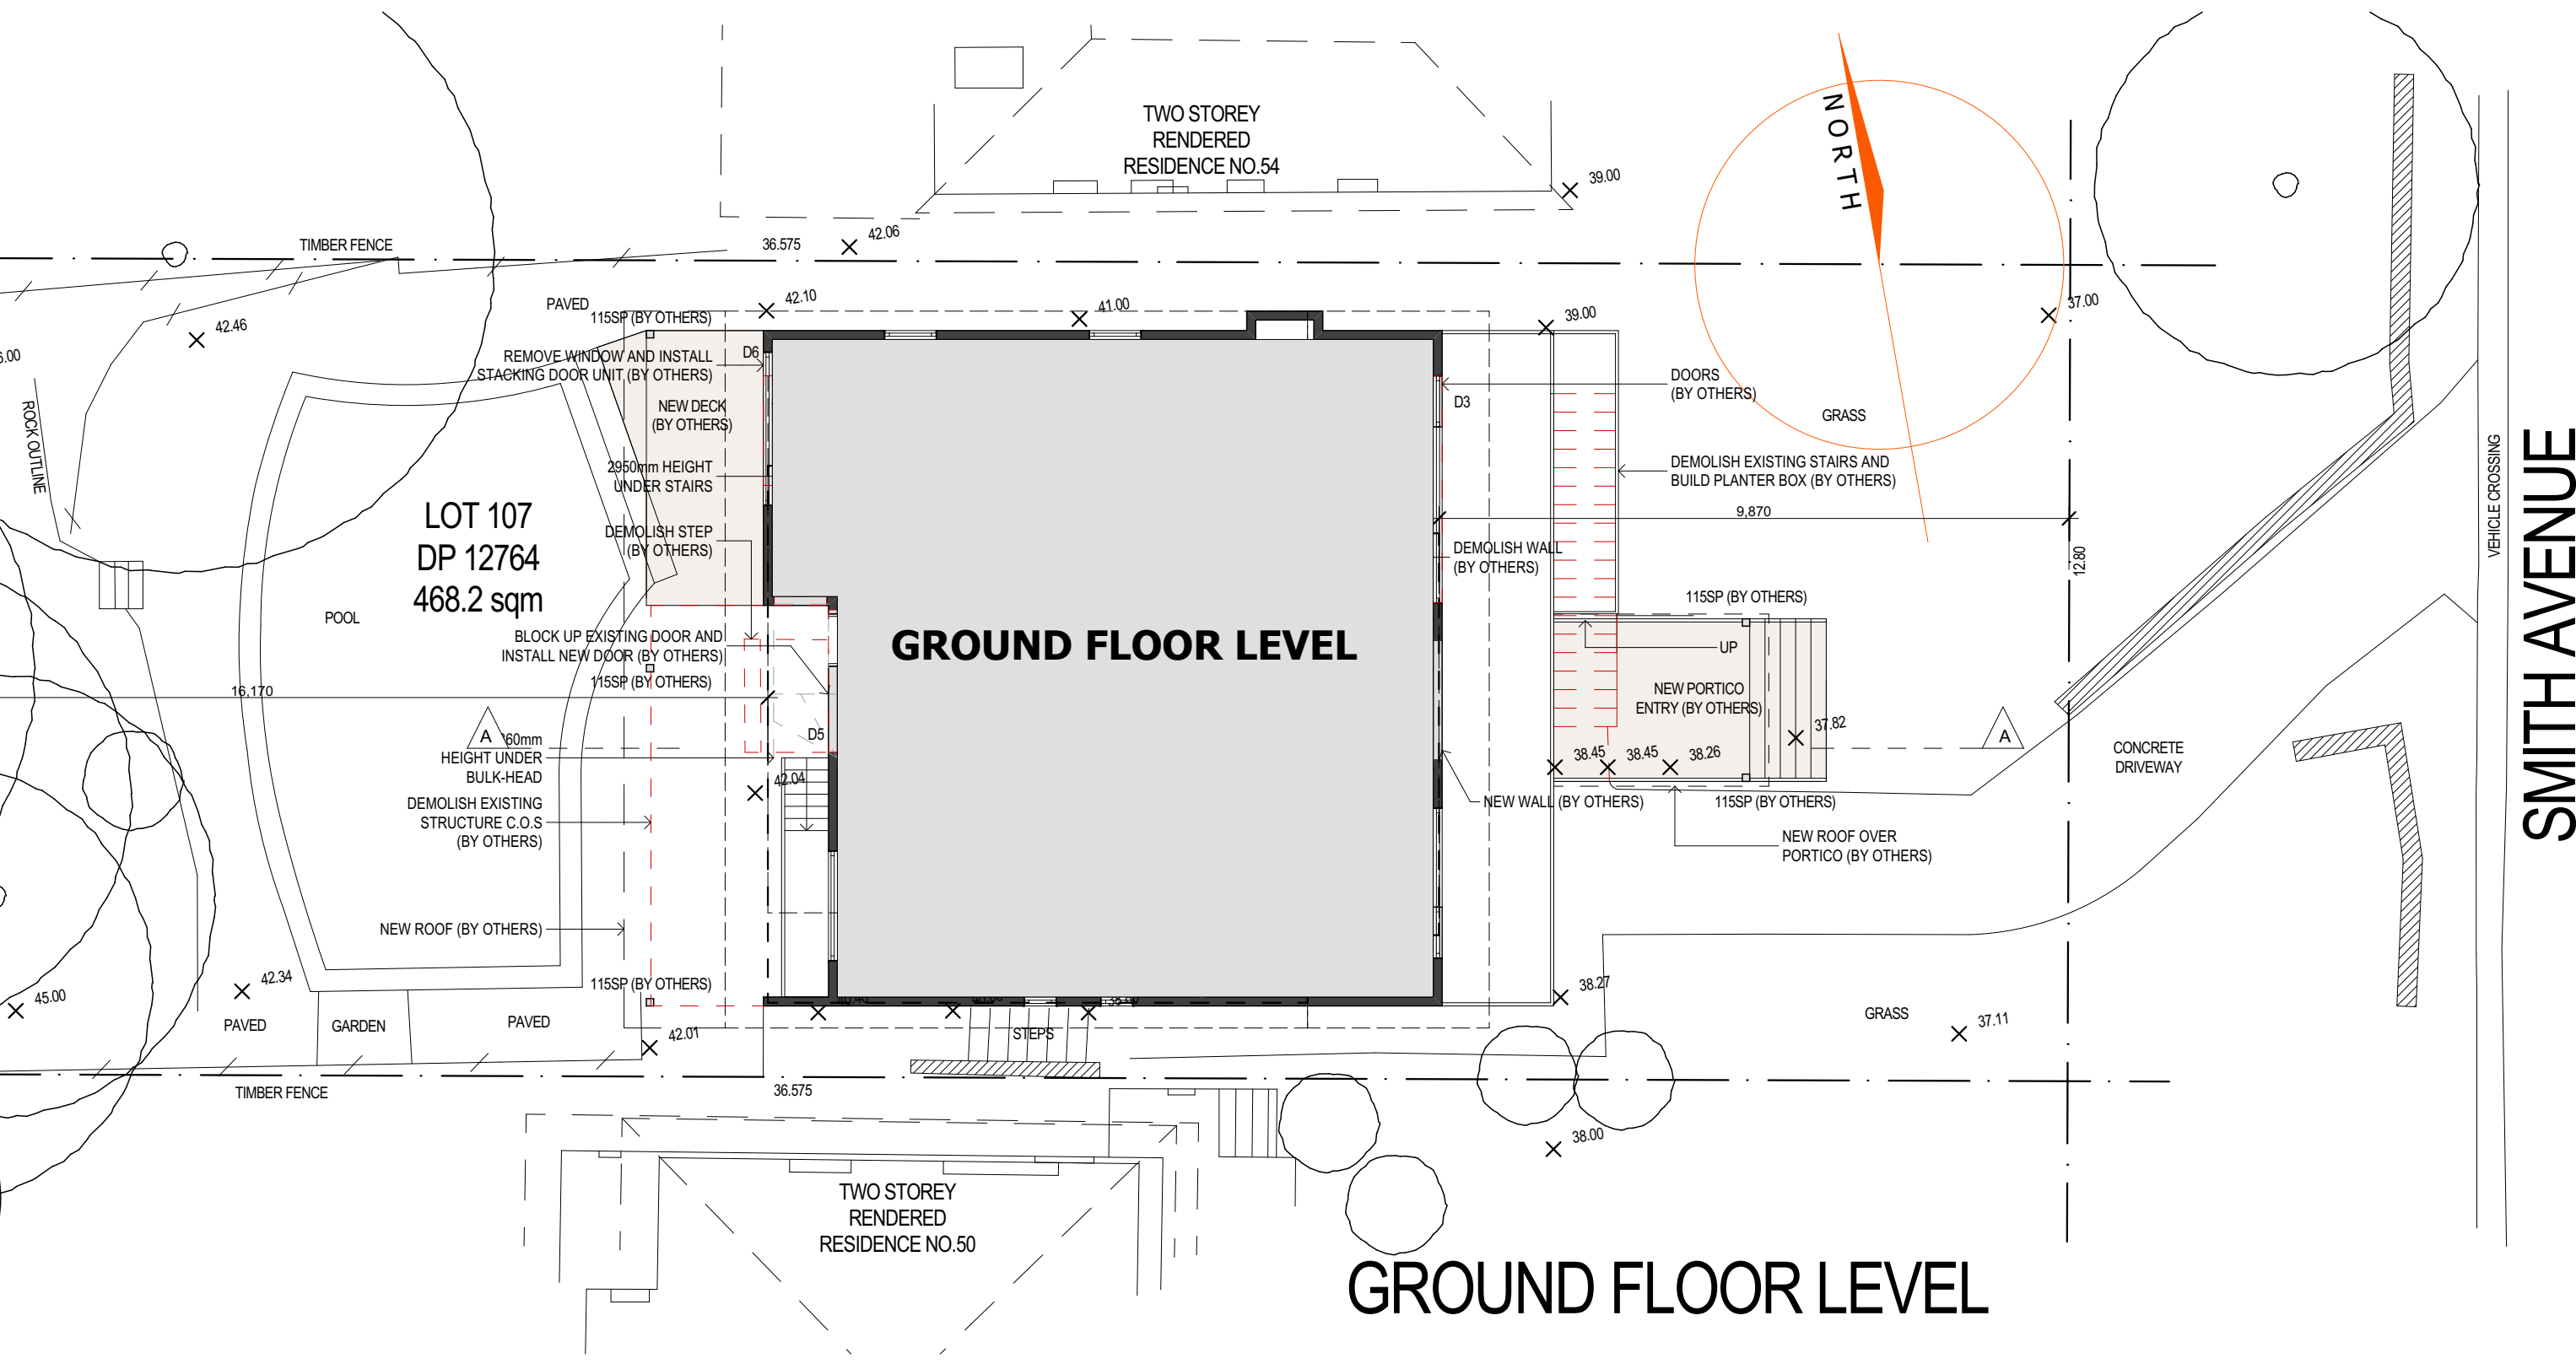 TWO STOREY
RENDERED
RESIDENCE NO.54
39.00
NORTH
TIMBER FENCE
36.575
42.06
42.46
PAVED
115SP (BY OTHERS)
42.10
41.00
39.00
37.00
REMOVE WINDOW AND INSTALL
STACKING DOOR UNIT (BY OTHERS)
D6
NEW DECK
(BY OTHERS)
DOORS
(BY OTHERS)
D3
GRASS
ROCK OUTLINE
2950mm HEIGHT
UNDER STAIRS
DEMOLISH EXISTING STAIRS AND
BUILD PLANTER BOX (BY OTHERS)
VEHICLE CROSSING
SMITH AVENUE
LOT 107
DP 12764
468.2 sqm
9,870
12.80
DEMOLISH STEP
(BY OTHERS)
DEMOLISH WALL
(BY OTHERS)
POOL
115SP (BY OTHERS)
BLOCK UP EXISTING DOOR AND
INSTALL NEW DOOR (BY OTHERS)
GROUND FLOOR LEVEL
UP
115SP (BY OTHERS)
16,170
NEW PORTICO
ENTRY (BY OTHERS)
37.82
A
HEIGHT UNDER
BULK-HEAD
D5
38.45
38.45
38.26
A
CONCRETE
DRIVEWAY
42.04
DEMOLISH EXISTING
STRUCTURE C.O.S
(BY OTHERS)
NEW WALL (BY OTHERS)
115SP (BY OTHERS)
NEW ROOF OVER
PORTICO (BY OTHERS)
NEW ROOF (BY OTHERS)
42.34
45.00
115SP (BY OTHERS)
38.27
PAVED
GARDEN
PAVED
42.01
STEPS
GRASS
37.11
TIMBER FENCE
36.575
38.00
TWO STOREY
RENDERED
RESIDENCE NO.50
GROUND FLOOR LEVEL